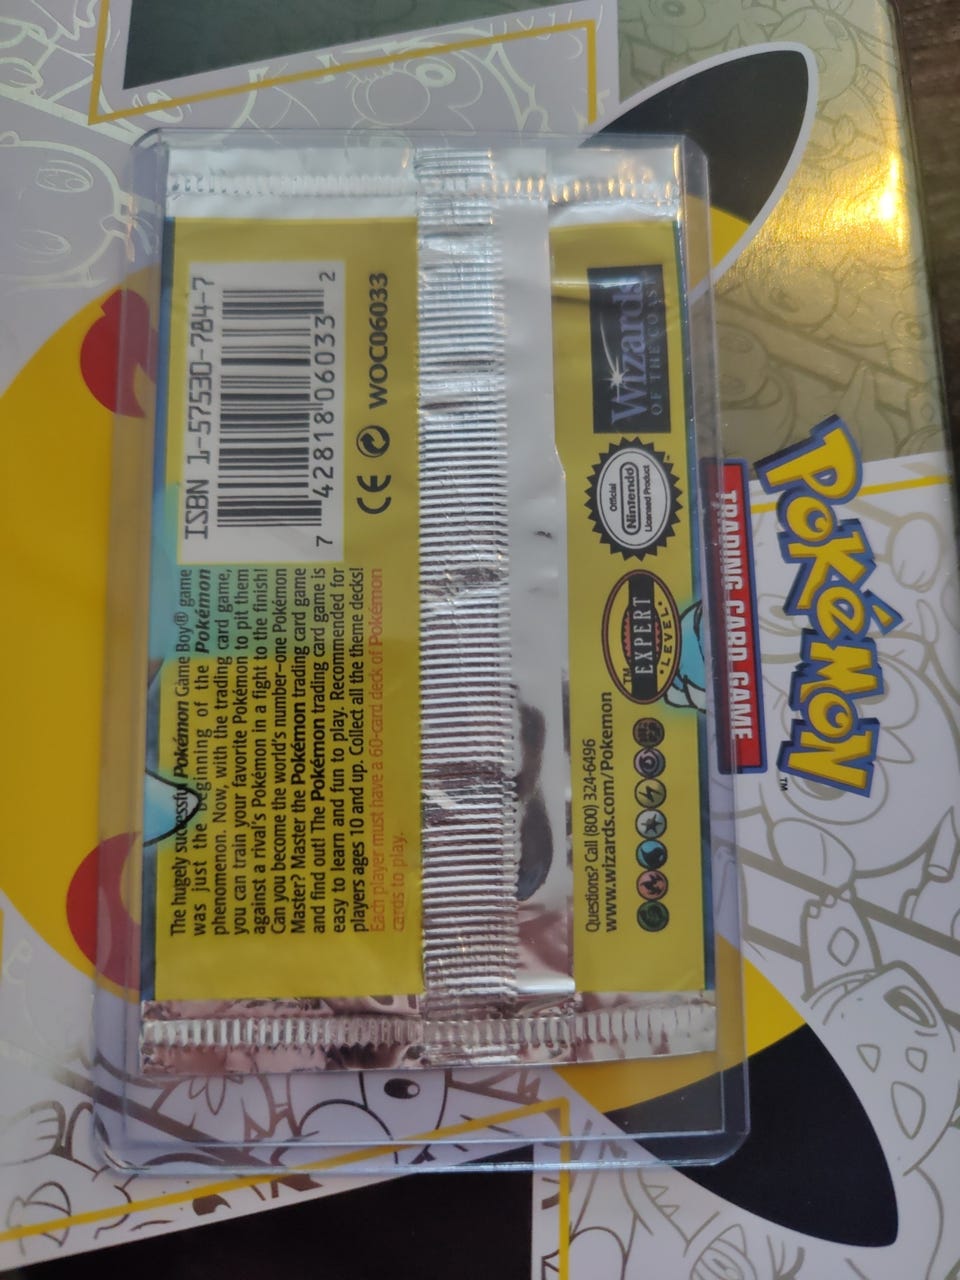 ISBN 1-57530-784-7
7 42818 06033 2
CE WOC06033
The hugely successful Pokémon Game Boy® game
was just the beginning of the Pokémon
phenomenon. Now, with the trading card game,
you can train your favorite Pokémon to pit them
against a rival's Pokémon in a fight to the finish!
Can you become the world's number-one Pokémon
Master? Master the Pokémon trading card game
and find out! The Pokémon trading card game is
easy to learn and fun to play. Recommended for
players ages 10 and up. Collect all the theme decks!
Each player must have a 60-card deck of Pokémon
cards to play.
Wizards
OF THE COAST
Official
Nintendo
Licensed Product
TM
EXPERT
LEVEL
Questions? Call (800) 324-6496
www.wizards.com/Pokemon
POKéMON
TM
TRADING CARD GAME